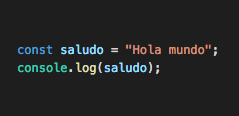 const saludo = "Hola mundo";
console.log(saludo);